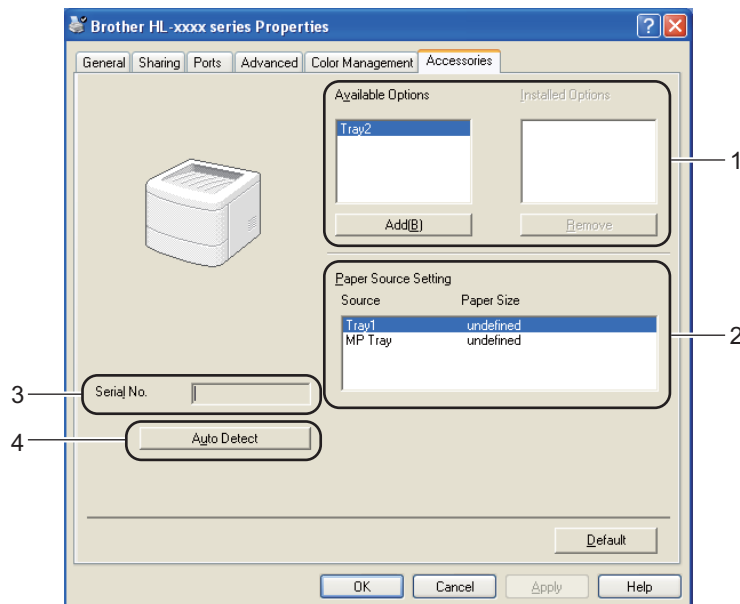 Brother HL-xxxx series Properties
General Sharing Ports Advanced Color Management Accessories
Available Options Installed Options
Tray2
Add(B) Remove
1
Paper Source Setting
Source Paper Size
Tray1 undefined
MP Tray undefined
2
3
Serial No.
4
Auto Detect
Default
OK Cancel Apply Help